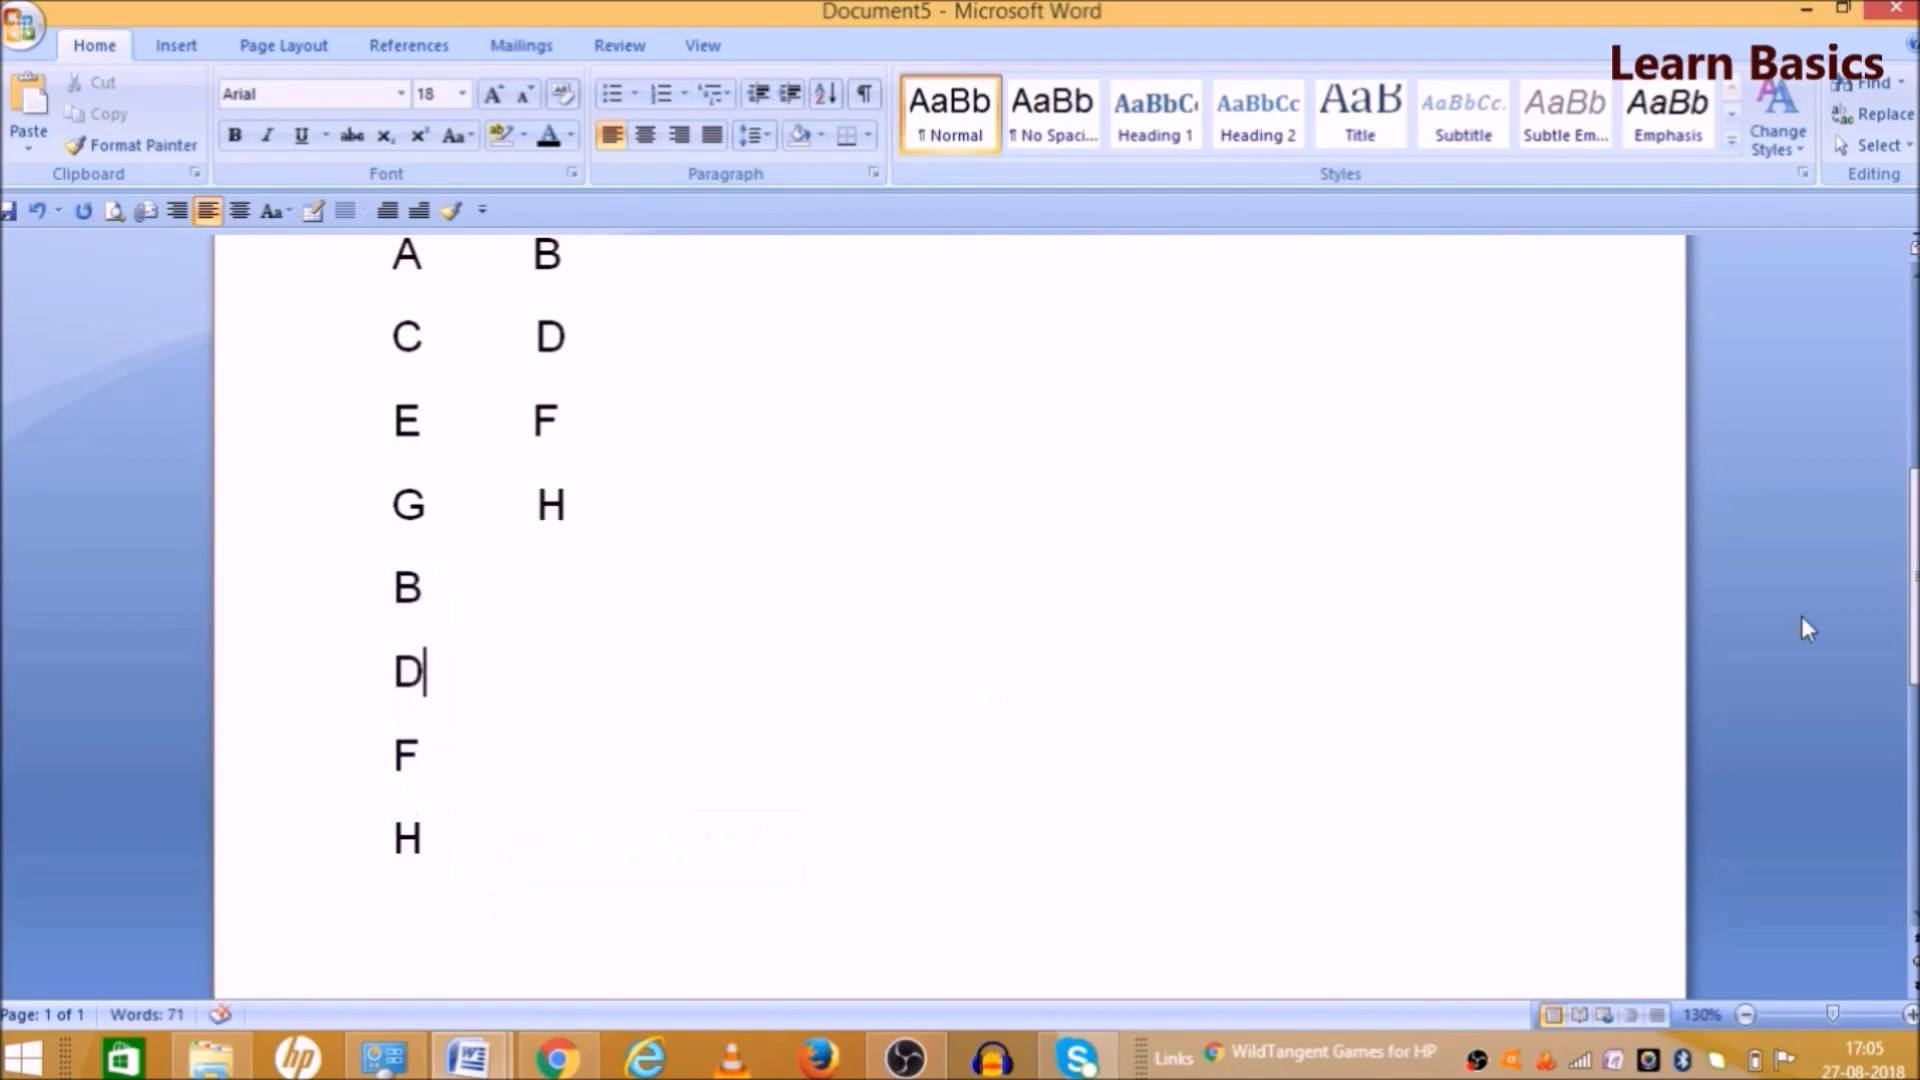 Document5 - Microsoft Word
Home Insert Page Layout References Mailings Review View
Learn Basics
Cut
Copy
Paste
Format Painter
Clipboard
Arial 18
Font
Paragraph
AaBb AaBb AaBbC AaBbCc AaB AaBbCc. AaBbCc AaBbCc
¶ Normal ¶ No Spaci... Heading 1 Heading 2 Title Subtitle Subtle Em... Emphasis
Change Styles
Styles
Find
Replace
Select
Editing
A B
C D
E F
G H
B
D
F
H
Page: 1 of 1 Words: 71 130%
Links WildTangent Games for HP
17:05
27-08-2018